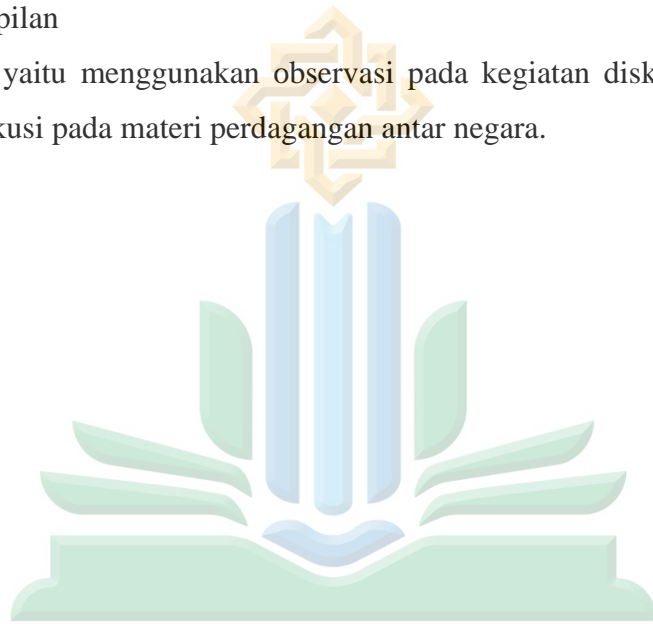 pilan
yaitu menggunakan observasi pada kegiatan disk
kusi pada materi perdagangan antar negara.